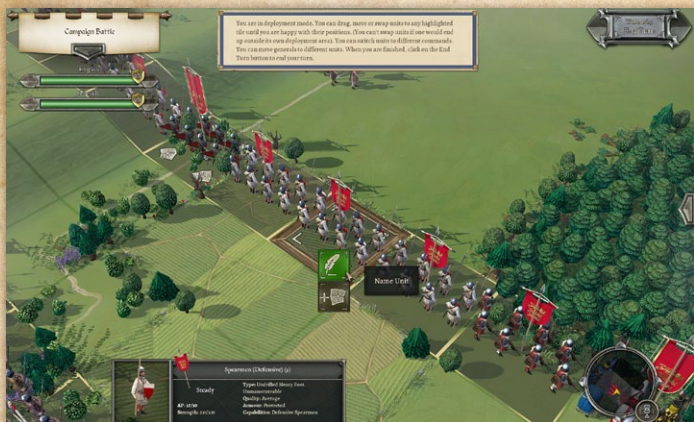 Campaign Battle
You are in deployment mode. You can drag, move or swap units to any highlighted
tile until you are happy with their positions. (You can't swap units if one would end
up outside its own deployment area). You can switch units to different commands.
You can move generals to different units. When you are finished, click on the End
Turn button to end your turn.
Name Unit
Spearmen (Defensive) (4)
Steady
Type: Undrilled Heavy Foot
Unmanoeuvrable
Quality: Average
Armour: Protected
Capabilities: Defensive Spearmen
AP:
Strength: